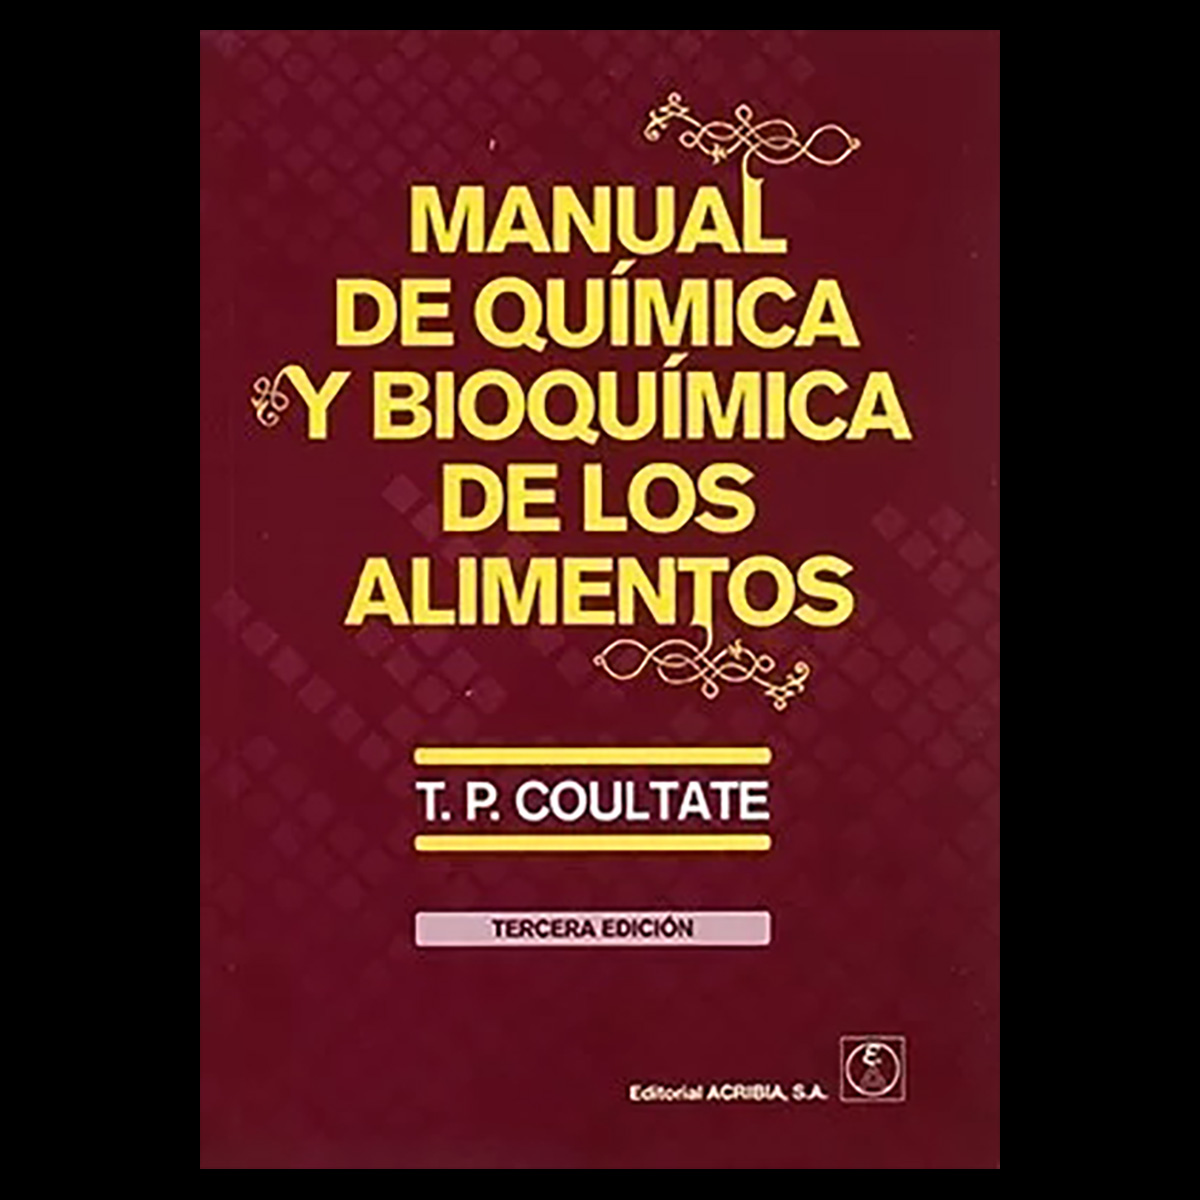 MANUAL
DE QUÍMICA
Y BIOQUÍMICA
DE LOS
ALIMENTOS
T. P. COULTATE
TERCERA EDICIÓN
Editorial ACRIBIA, S.A.